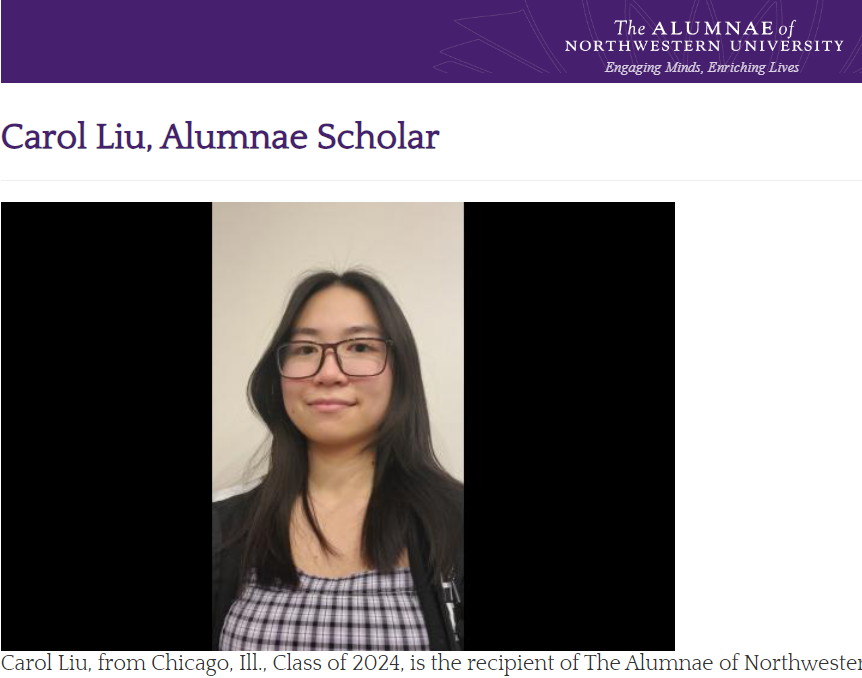 The ALUMNAE of
NORTHWESTERN UNIVERSITY
Engaging Minds, Enriching Lives
Carol Liu, Alumnae Scholar
Carol Liu, from Chicago, Ill., Class of 2024, is the recipient of The Alumnae of Northwester